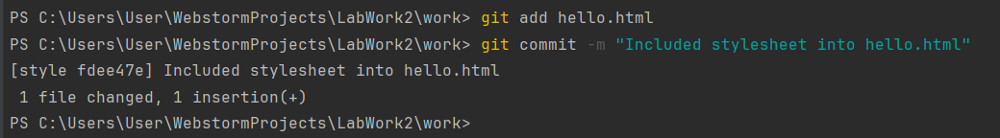 PS C:\Users\User\WebstormProjects\LabWork2\work> git add hello.html
PS C:\Users\User\WebstormProjects\LabWork2\work> git commit -m "Included stylesheet into hello.html"
[style fdee47e] Included stylesheet into hello.html
 1 file changed, 1 insertion(+)
PS C:\Users\User\WebstormProjects\LabWork2\work>